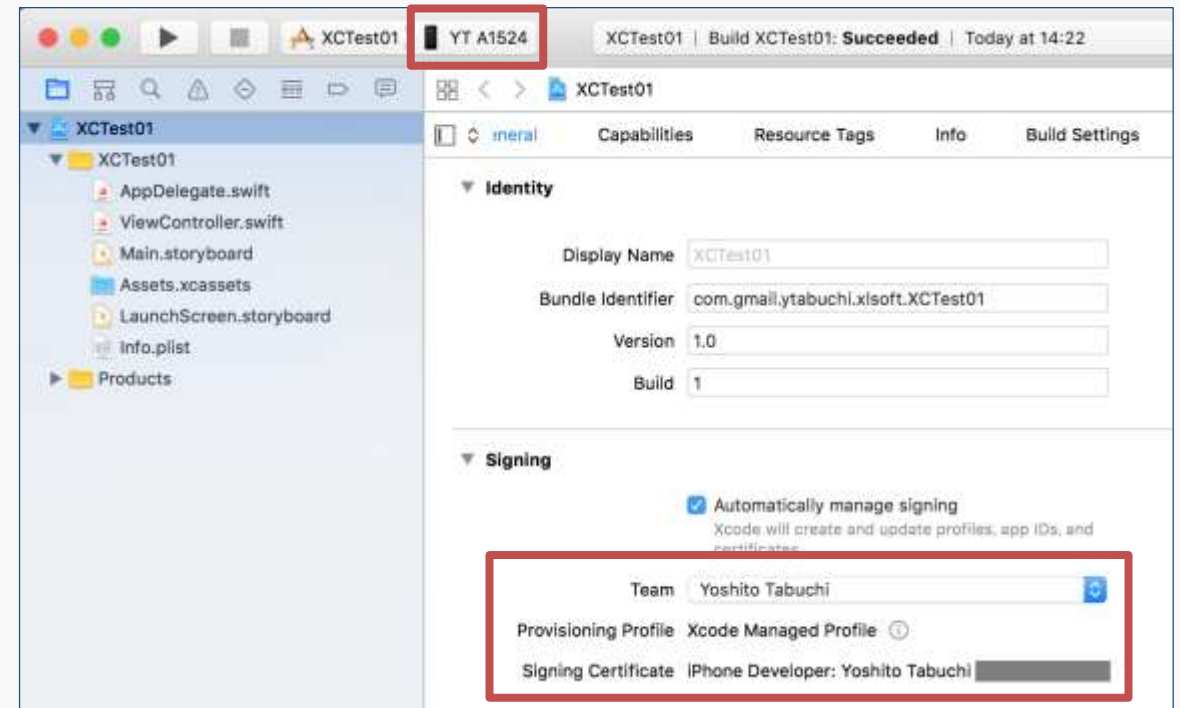 XCTest01 YT A1524 XCTest01 | Build XCTest01: Succeeded | Today at 14:22
XCTest01
XCTest01
neral Capabilities Resource Tags Info Build Settings
XCTest01
AppDelegate.swift
ViewController.swift
Main.storyboard
Assets.xcassets
LaunchScreen.storyboard
Info.plist
Products
Identity
Display Name XCTest01
Bundle Identifier com.gmail.ytabuchi.xlsoft.XCTest01
Version 1.0
Build 1
Signing
Automatically manage signing
Xcode will create and update profiles, app IDs, and
certificates.
Team Yoshito Tabuchi
Provisioning Profile Xcode Managed Profile
Signing Certificate iPhone Developer: Yoshito Tabuchi